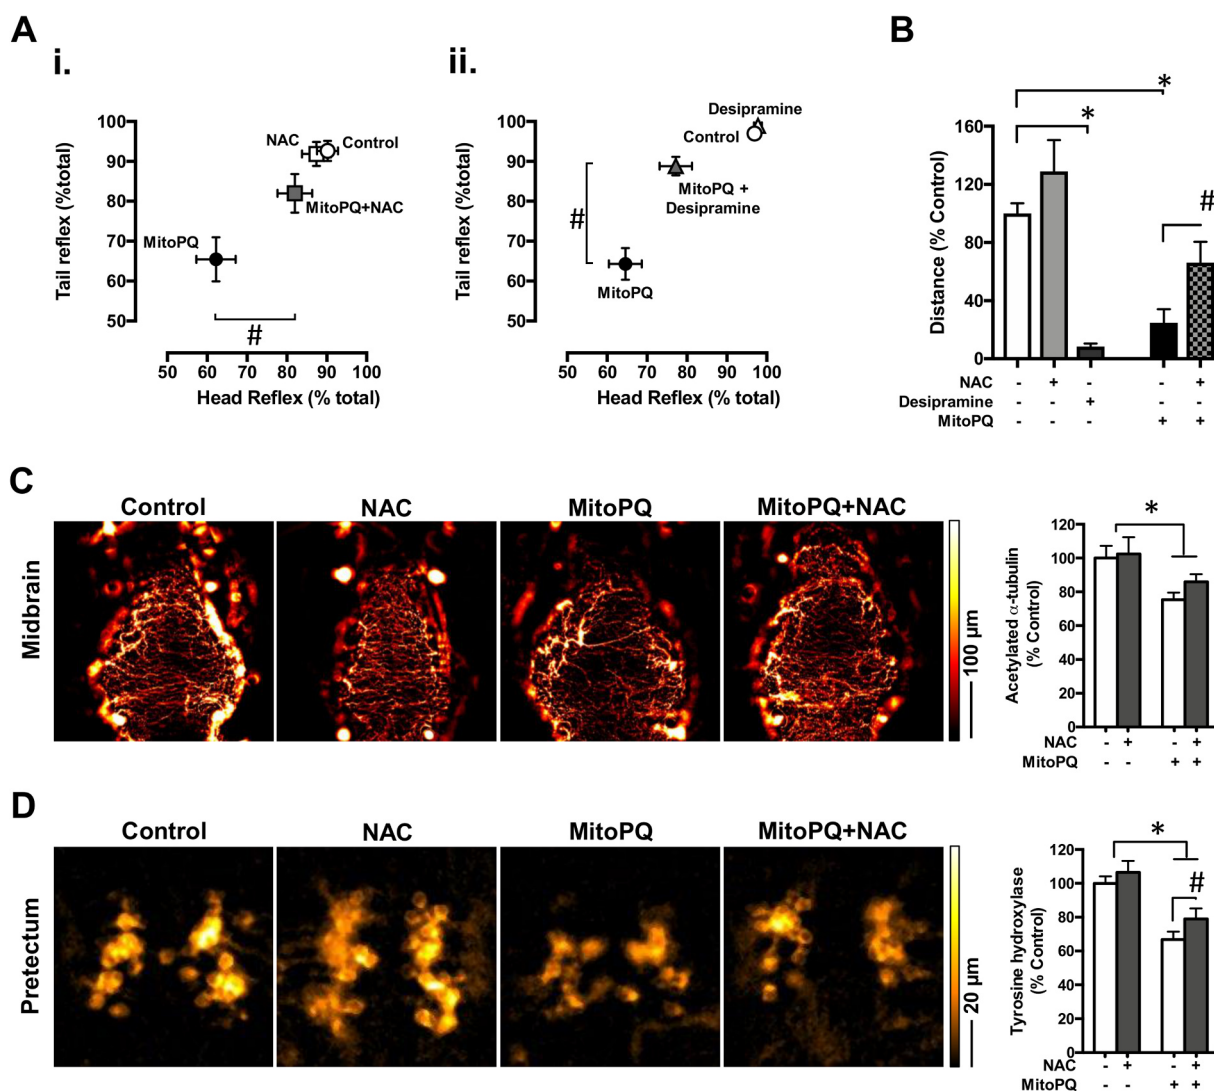 A
i.
Tail reflex (%total)
100
90
80
70
60
50
NAC
Control
MitoPQ+NAC
MitoPQ
#
50 60 70 80 90 100
Head Reflex (% total)
ii.
Tail reflex (%total)
100
90
80
70
60
50
Desipramine
Control
MitoPQ +
Desipramine
#
MitoPQ
50 60 70 80 90 100
Head Reflex (% total)
B
Distance (% Control)
160
120
80
40
0
*
*
#
NAC - + - - +
Desipramine - - + - -
MitoPQ - - - + +
C
Control NAC MitoPQ MitoPQ+NAC
Midbrain
100 µm
Acetylated α-tubulin
(% Control)
120
100
80
60
40
20
0
*
NAC - + - +
MitoPQ - - + +
D
Control NAC MitoPQ MitoPQ+NAC
Pretectum
20 µm
Tyrosine hydroxylase
(% Control)
120
100
80
60
40
20
0
*
#
NAC - + - +
MitoPQ - - + +